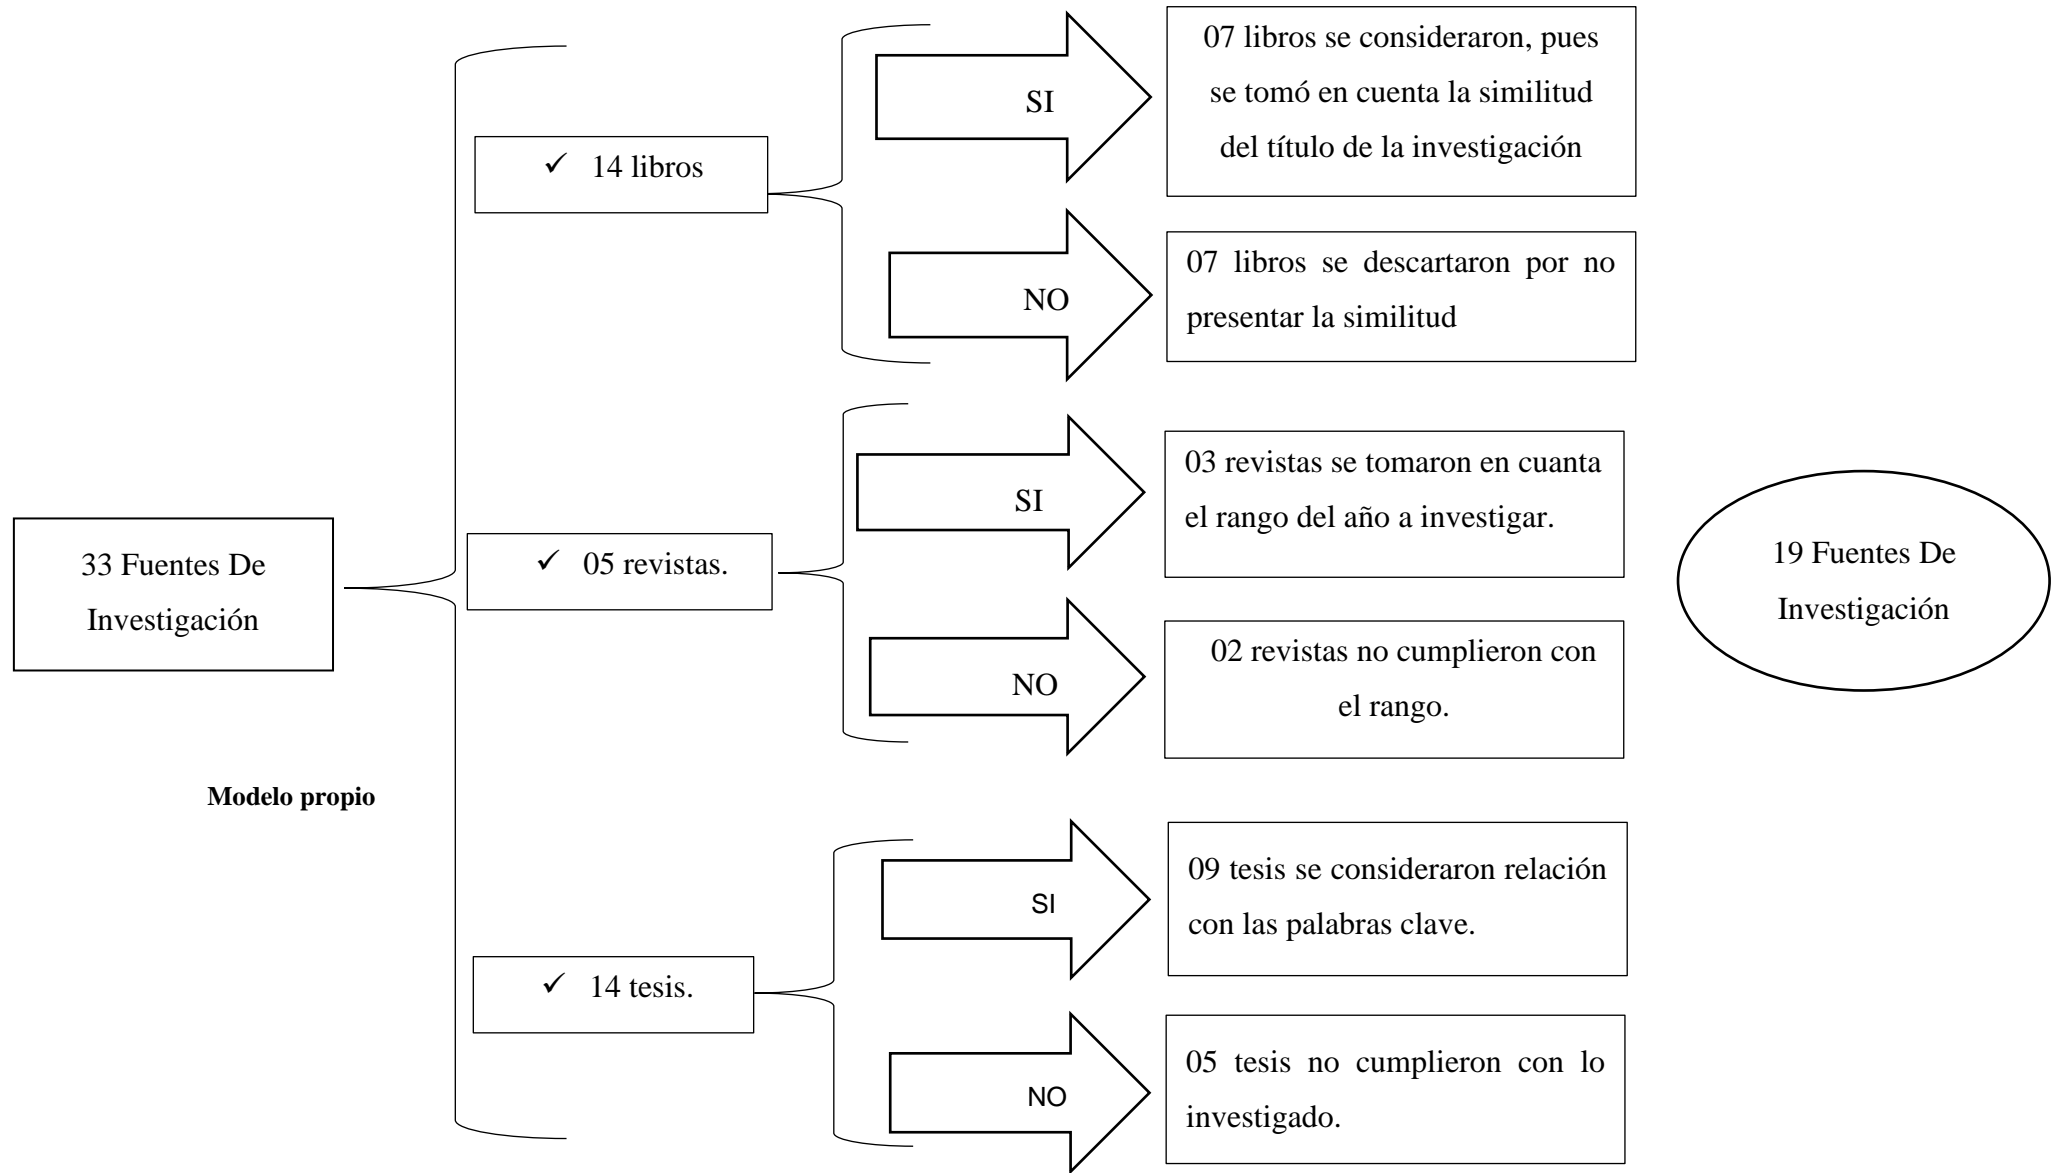 33 Fuentes De
Investigación
Modelo propio
✓ 14 libros
SI
07 libros se consideraron, pues
se tomó en cuenta la similitud
del título de la investigación
NO
07 libros se descartaron por no
presentar la similitud
✓ 05 revistas.
SI
03 revistas se tomaron en cuanta
el rango del año a investigar.
NO
02 revistas no cumplieron con
el rango.
✓ 14 tesis.
SI
09 tesis se consideraron relación
con las palabras clave.
NO
05 tesis no cumplieron con lo
investigado.
19 Fuentes De
Investigación